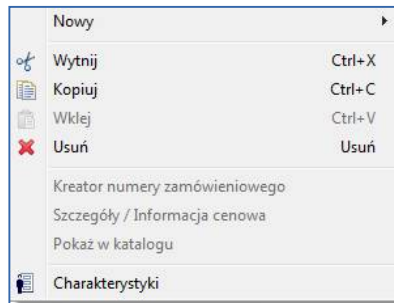 Nowy
Wytnij Ctrl+X
Kopiuj Ctrl+C
Wklej Ctrl+V
Usuń Usuń
Kreator numery zamówieniowego
Szczegóły / Informacja cenowa
Pokaż w katalogu
Charakterystyki